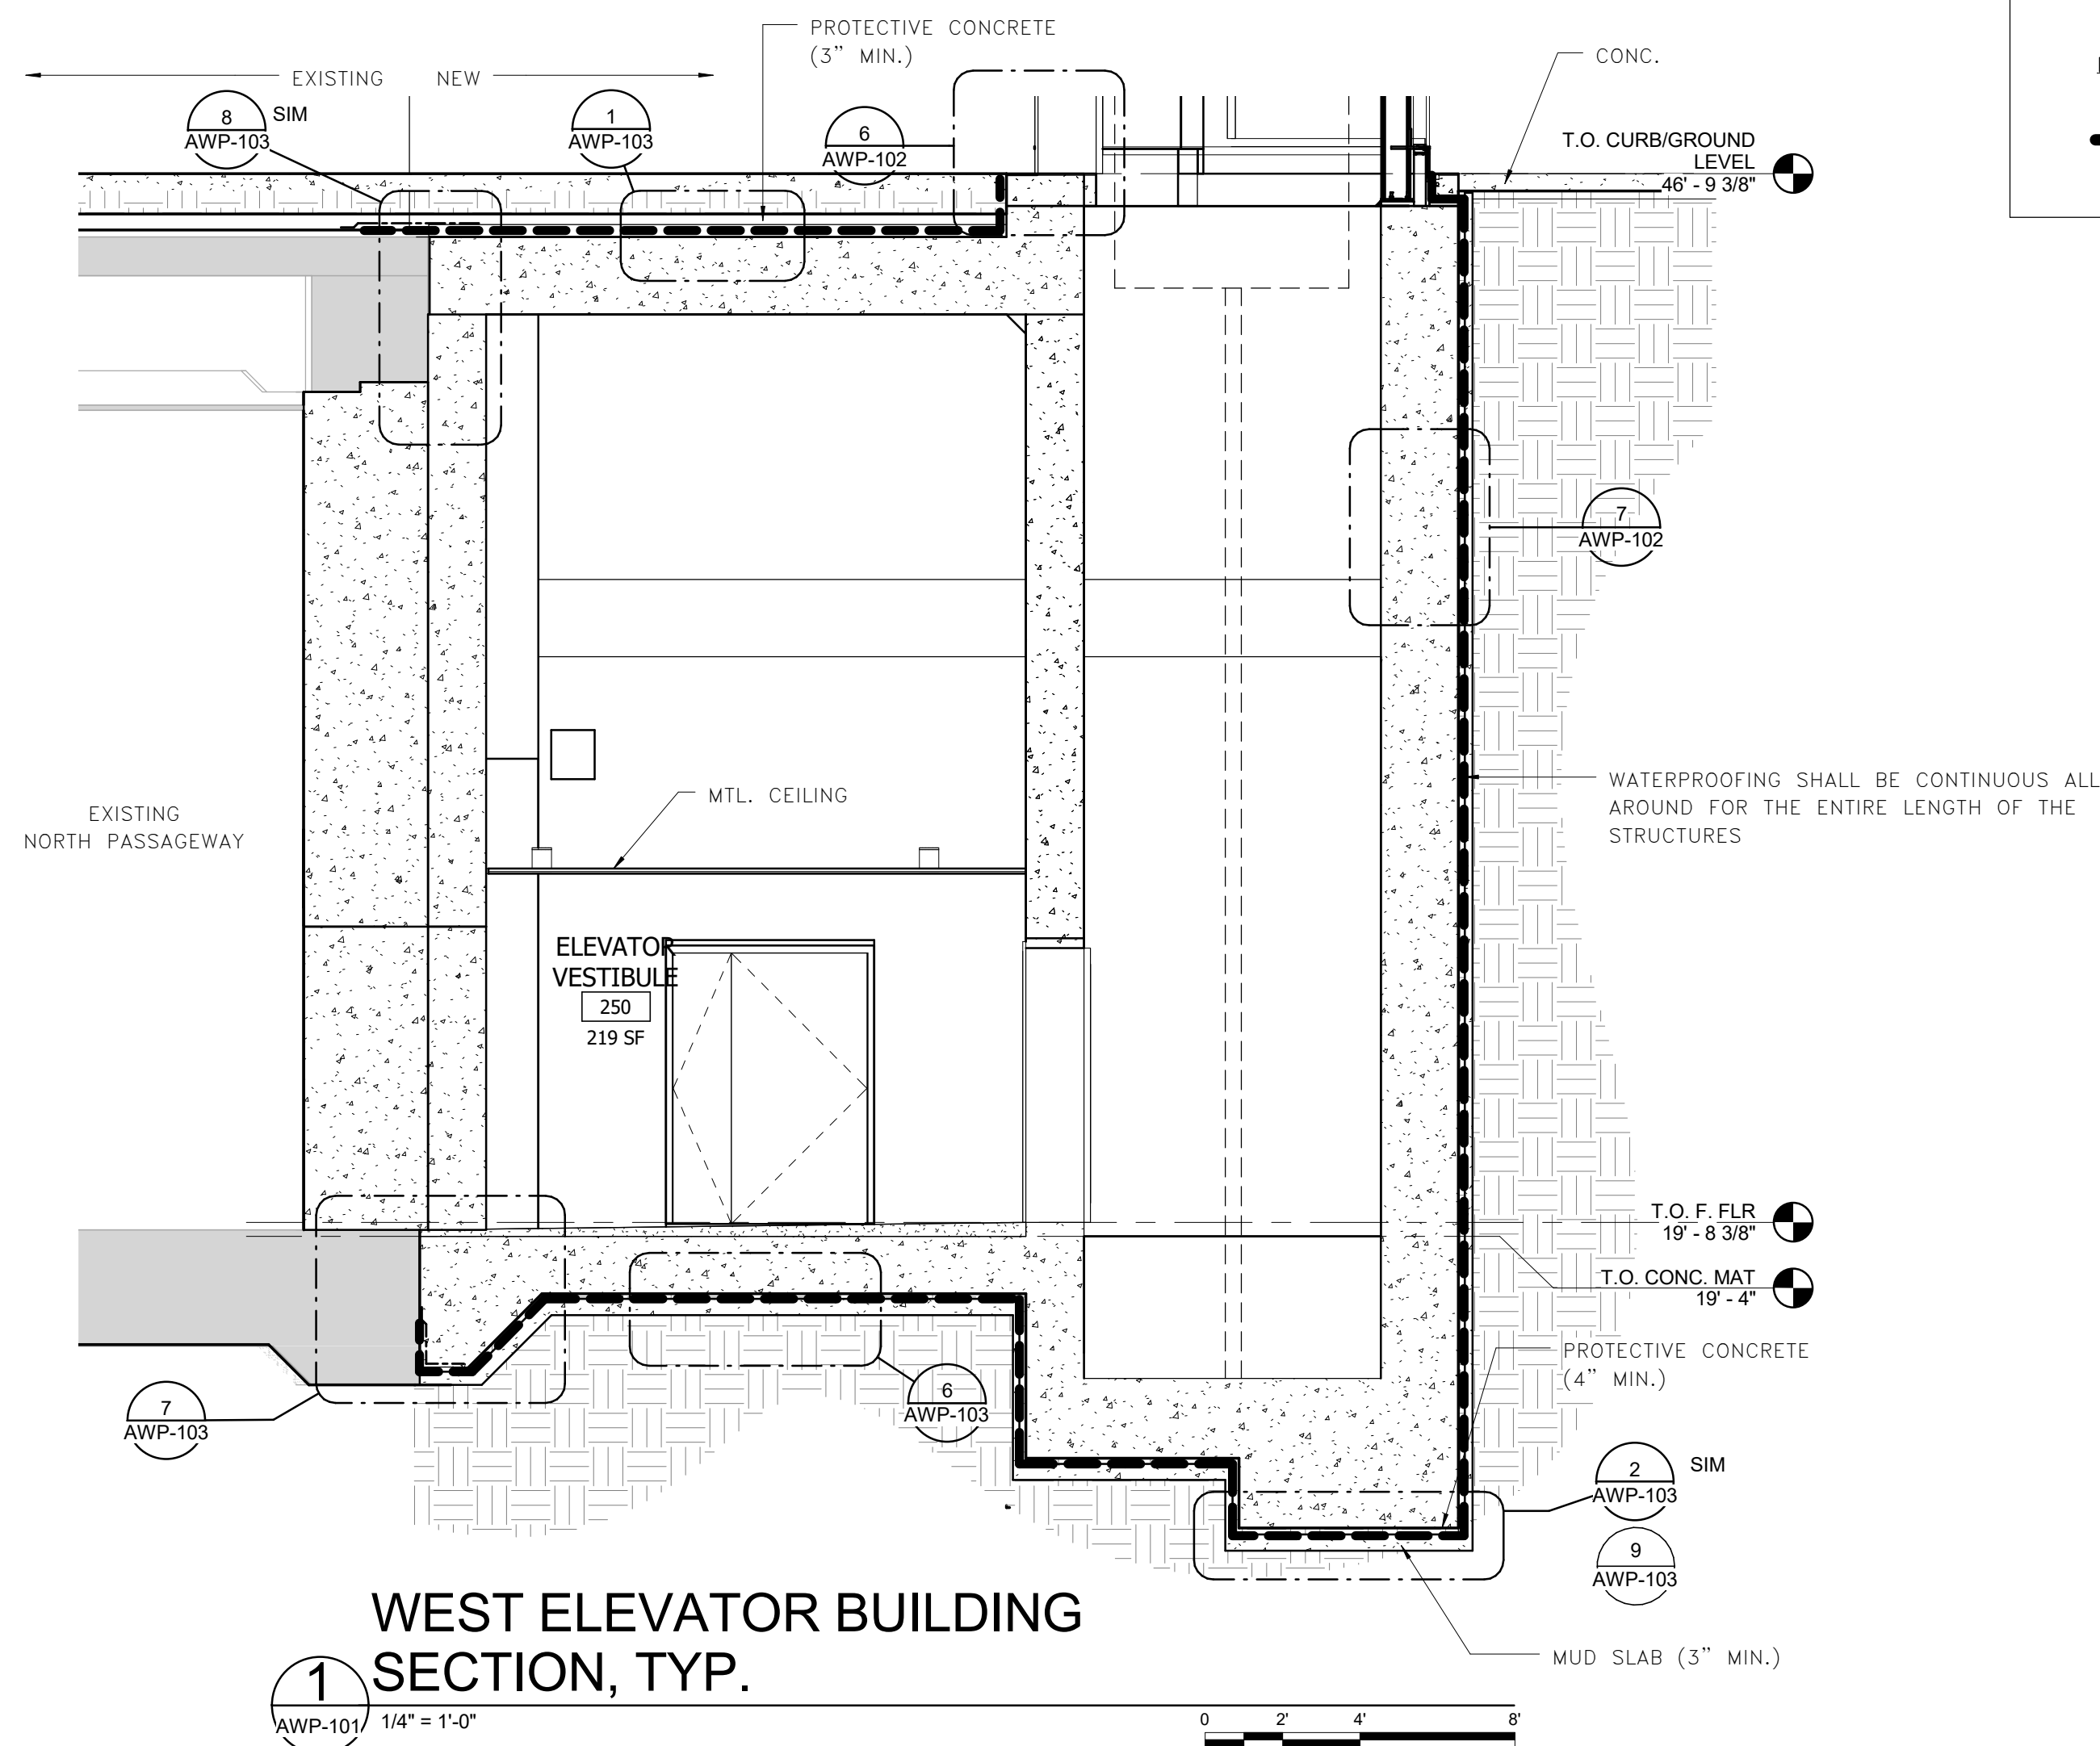 PROTECTIVE CONCRETE
(3" MIN.)
CONC.
EXISTING
NEW
8
AWP-103
SIM
1
AWP-103
6
AWP-102
T.O. CURB/GROUND
LEVEL
46' - 9 3/8"
7
AWP-102
WATERPROOFING SHALL BE CONTINUOUS ALL
AROUND FOR THE ENTIRE LENGTH OF THE
STRUCTURES
MTL. CEILING
EXISTING
NORTH PASSAGEWAY
ELEVATOR
VESTIBULE
250
219 SF
T.O. F. FLR
19' - 8 3/8"
T.O. CONC. MAT
19' - 4"
PROTECTIVE CONCRETE
(4" MIN.)
7
AWP-103
6
AWP-103
2
AWP-103
SIM
9
AWP-103
MUD SLAB (3" MIN.)
WEST ELEVATOR BUILDING
SECTION, TYP.
1
AWP-101
1/4" = 1'-0"
0 2' 4' 8'